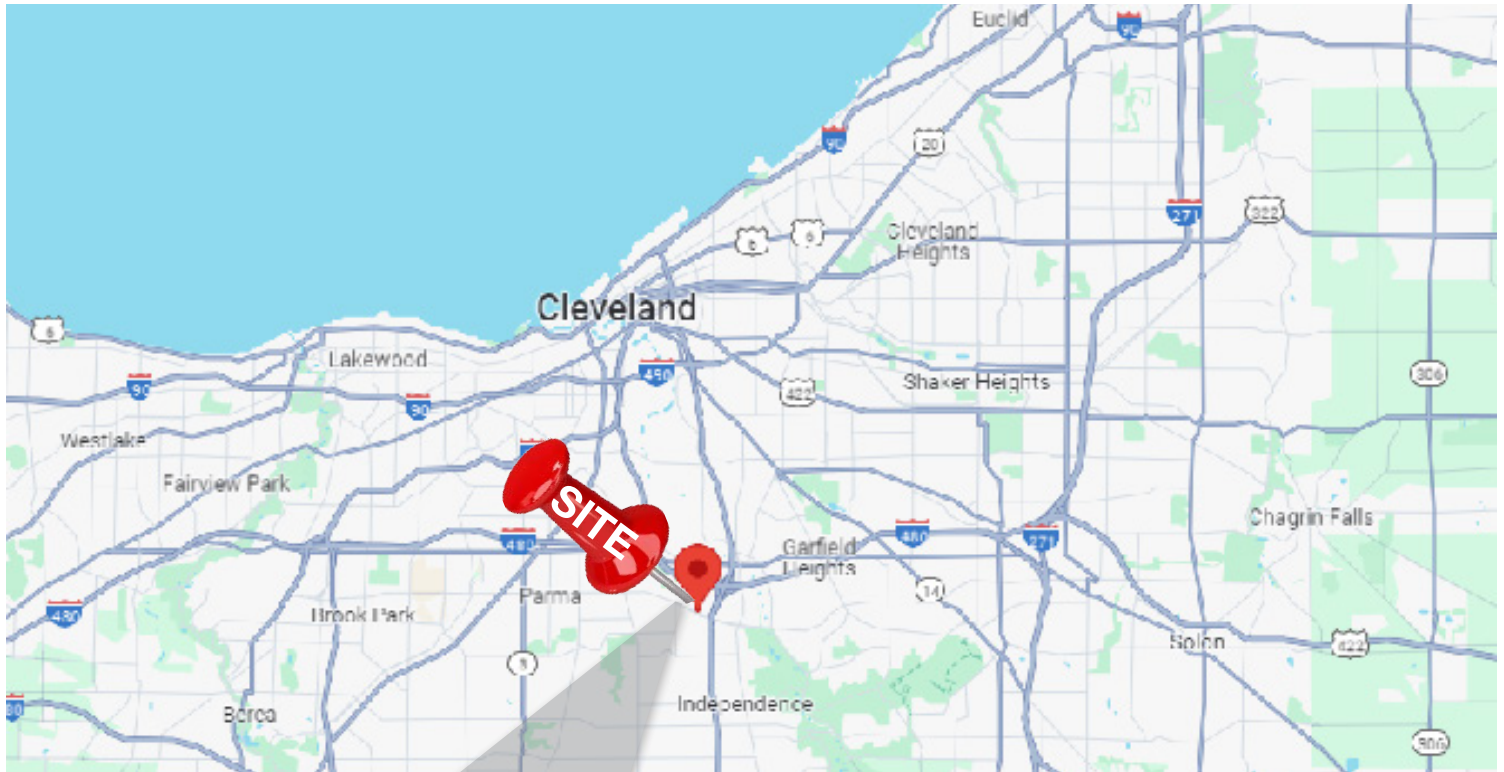 Euclid
90
90
20
271
322
6
6
Cleveland
Heights
Cleveland
6
Lakewood
490
306
90
90
422
Shaker Heights
Westlake
Fairview Park
SITE
Chagrin Falls
480
480
271
Garfield
Heights
480
14
Parma
Brook Park
Solon
422
3
Independence
Berea
80
306